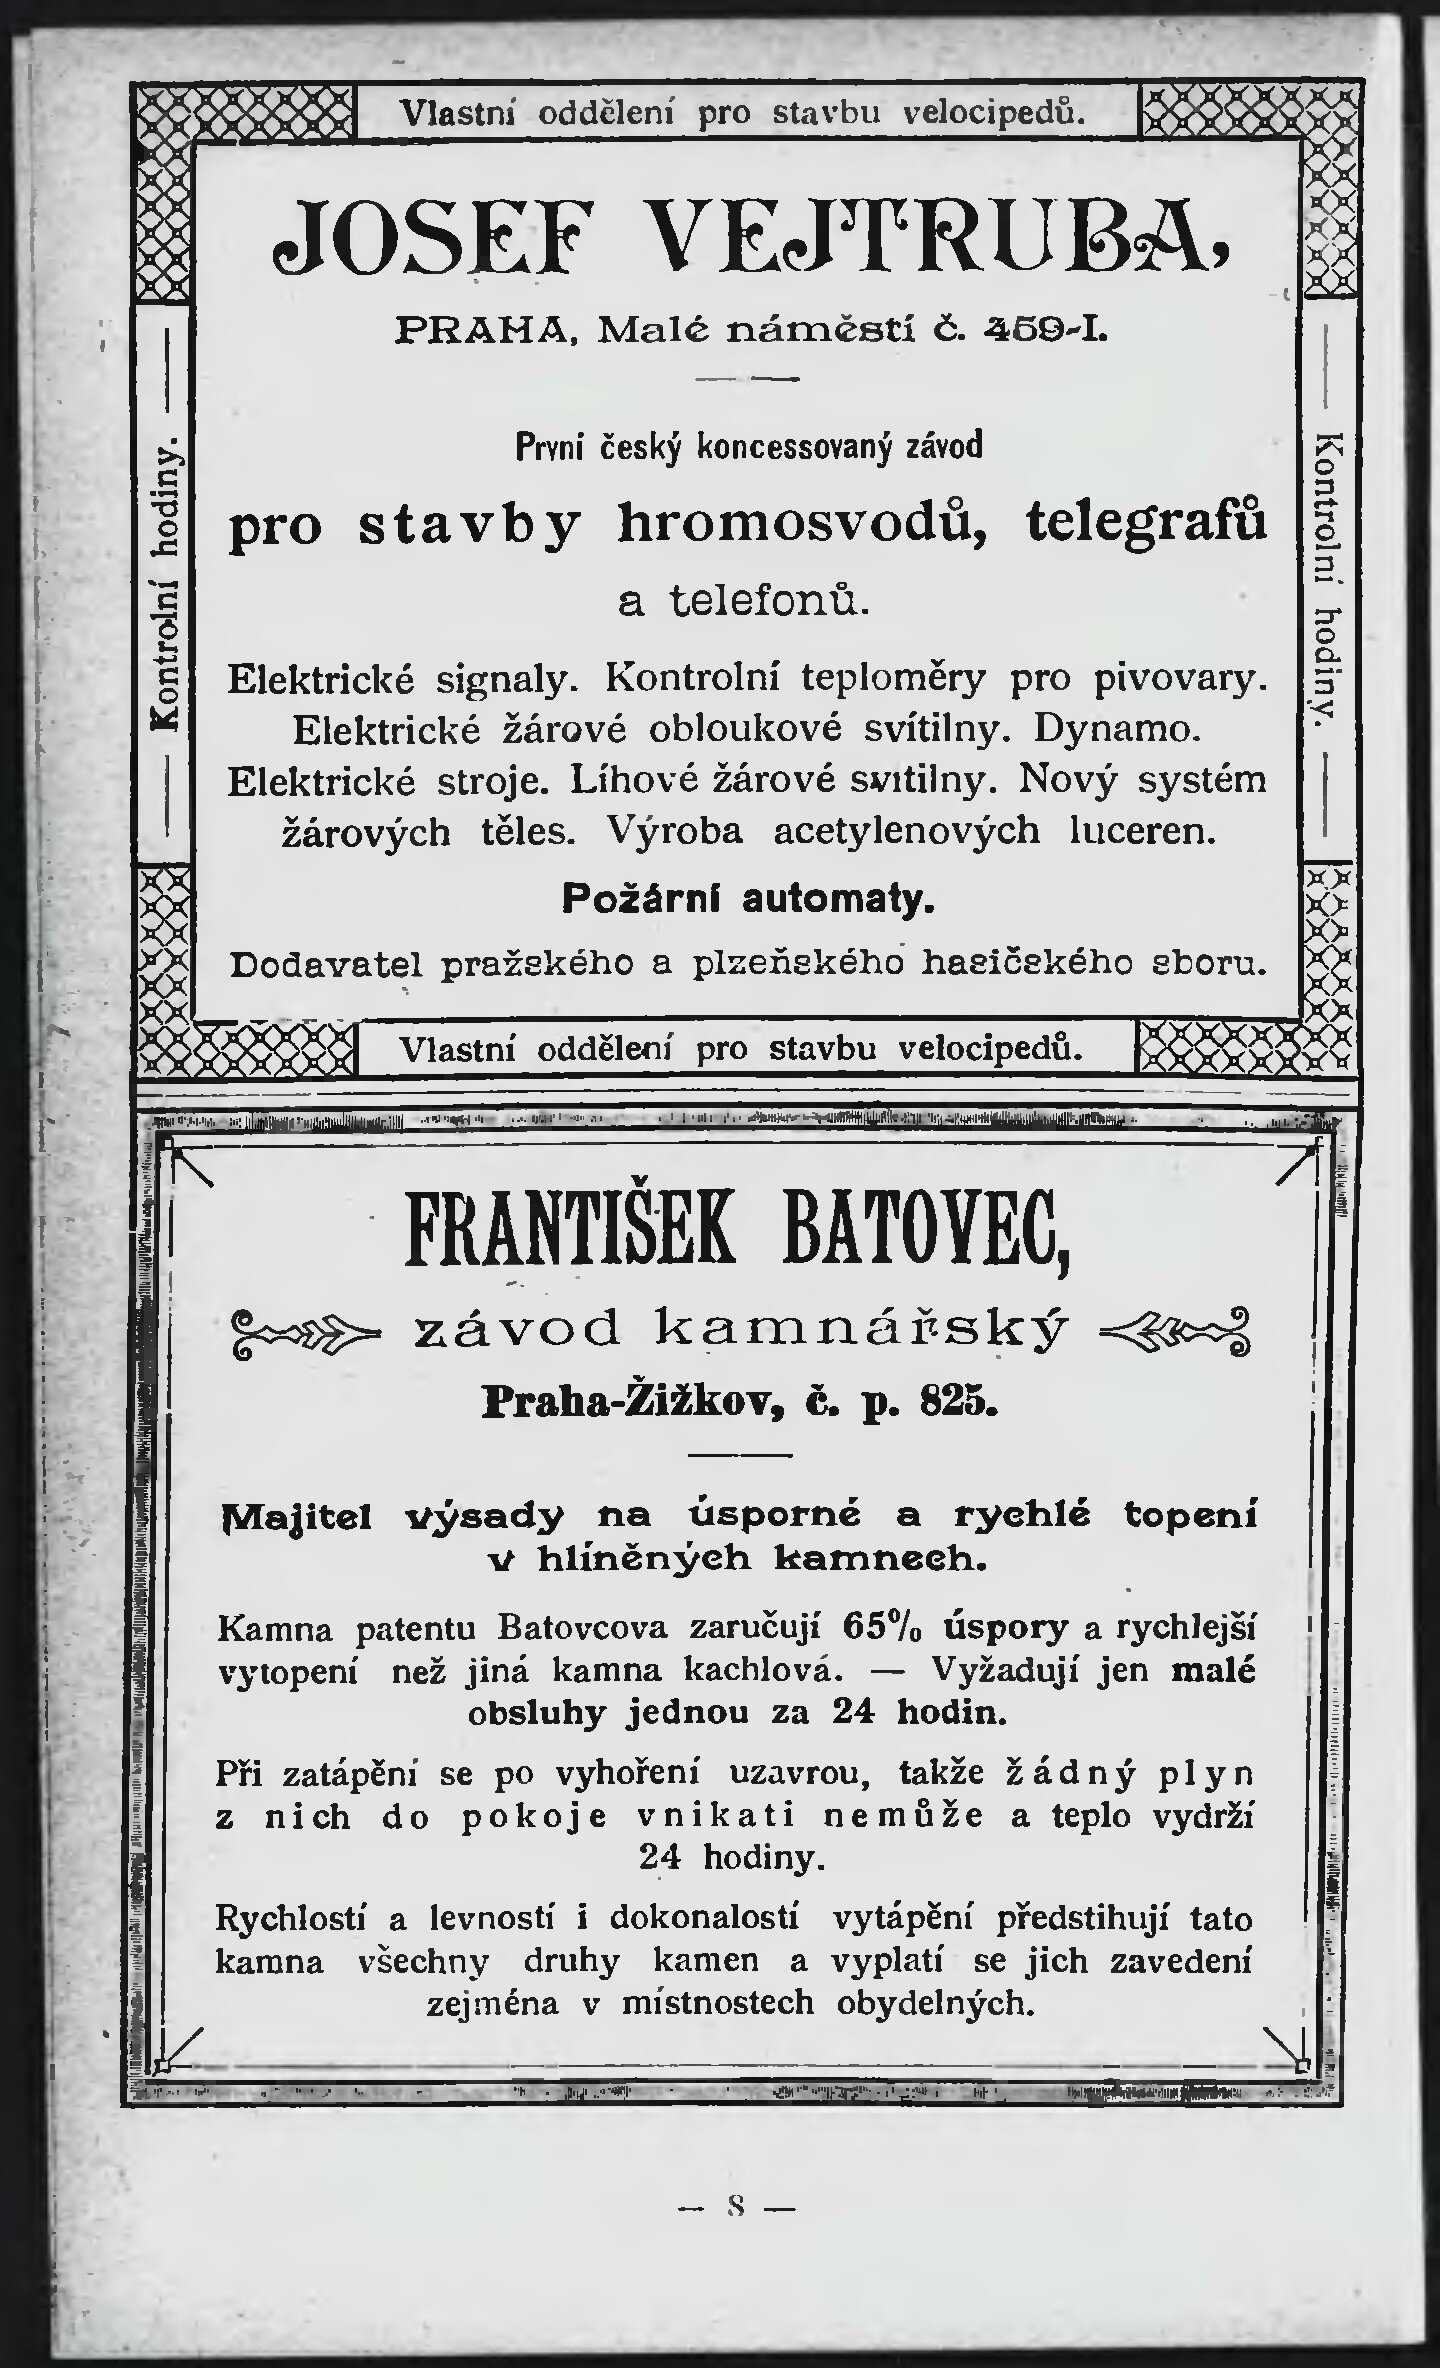 Vlastní oddělení pro stavbu velocipedů.
JOSEF VEJTRUBA,
PRAHA, Malé náměstí č. 459-I.
První český koncessovaný závod
pro stavby hromosvodů, telegrafů
a telefonů.
Elektrické signaly. Kontrolní teploměry pro pivovary.
Elektrické žárové obloukové svítilny. Dynamo.
Elektrické stroje. Líhové žárové svítilny. Nový systém
žárových těles. Výroba acetylenových luceren.
Požární automaty.
Dodavatel pražského a plzeňského hasičského sboru.
Kontrolní hodiny.
Kontrolní hodiny.
Vlastní oddělení pro stavbu velocipedů.
FRANTIŠEK BATOVEC,
závod kamnářský
Praha-Žižkov, č. p. 825.
Majitel výsady na úsporné a rychlé topení
v hlíněných kamnech.
Kamna patentu Batovcova zaručují 65% úspory a rychlejší
vytopení než jiná kamna kachlová. — Vyžadují jen malé
obsluhy jednou za 24 hodin.
Při zatápění se po vyhoření uzavrou, takže žádný plyn
z nich do pokoje vnikati nemůže a teplo vydrží
24 hodiny.
Rychlostí a levností i dokonalostí vytápění předstihují tato
kamna všechny druhy kamen a vyplatí se jich zavedení
zejména v místnostech obydelných.
— 8 —